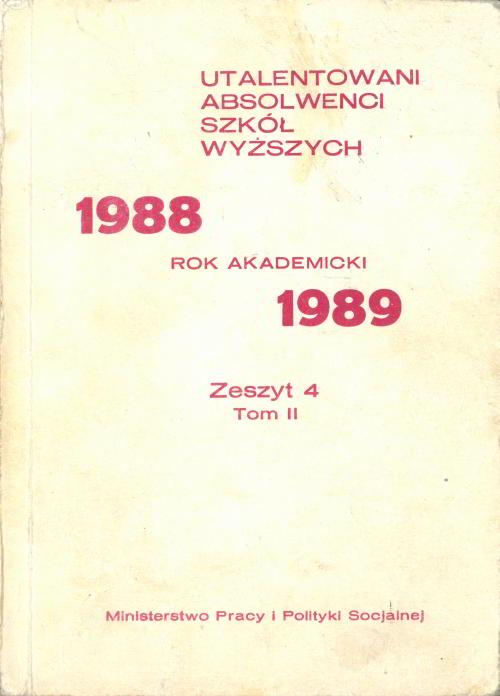 UTALENTOWANI
ABSOLWENCI
SZKÓŁ
WYŻSZYCH
1988
ROK AKADEMICKI
1989
Zeszyt 4
Tom II
Ministerstwo Pracy i Polityki Socjalnej